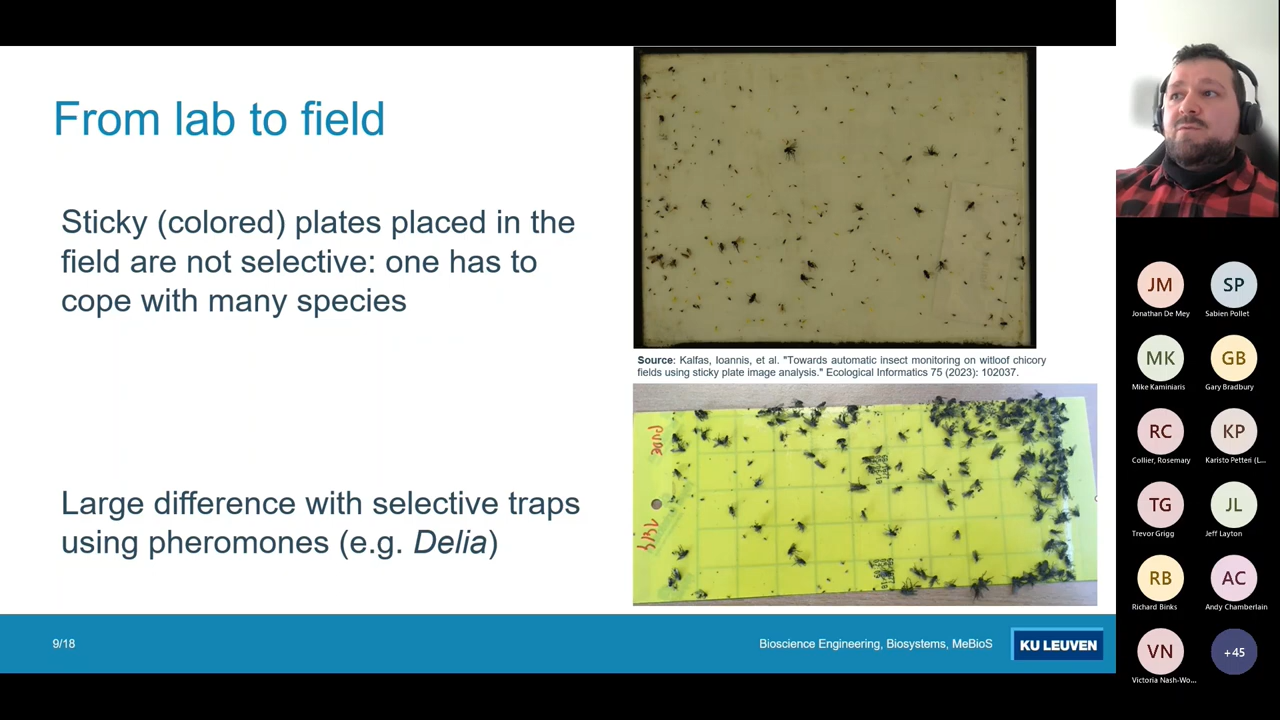 From lab to field
Sticky (colored) plates placed in the
field are not selective: one has to
cope with many species
Source: Kalfas, Ioannis, et al. "Towards automatic insect monitoring on witloof chicory
fields using sticky plate image analysis." Ecological Informatics 75 (2023): 102037.
Large difference with selective traps
using pheromones (e.g. Delia)
9/18
Bioscience Engineering, Biosystems, MeBioS
KU LEUVEN
JM
SP
Jonathan De Mey
Sabien Pollet
MK
GB
Mike Kaminiaris
Gary Bradbury
RC
KP
Collier, Rosemary
Karisto Petteri (L...
TG
JL
Trevor Grigg
Jeff Layton
RB
AC
Richard Binks
Andy Chamberlain
VN
+45
Victoria Nash-Wo...